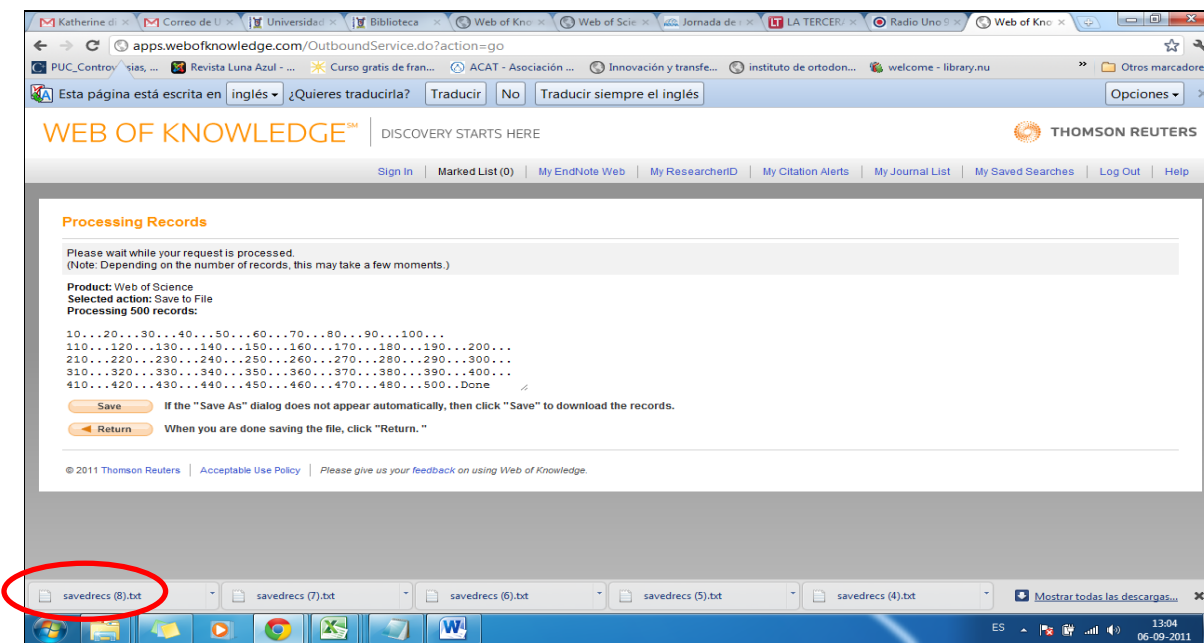 Katherine di
Correo de U
Universidad
Biblioteca
Web of Kno
Web of Scie
Jornada de
LA TERCER
Radio Uno 9
Web of Kno
apps.webofknowledge.com/OutboundService.do?action=go
PUC_Controv sias, ...
Revista Luna Azul - ...
Curso gratis de fran...
ACAT - Asociación ...
Innovación y transfe...
instituto de ortodon...
welcome - library.nu
»
Otros marcadore
Esta página está escrita en inglés ¿Quieres traducirla? Traducir No Traducir siempre el inglés Opciones
WEB OF KNOWLEDGE℠ DISCOVERY STARTS HERE
THOMSON REUTERS
Sign In | Marked List (0) | My EndNote Web | My ResearcherID | My Citation Alerts | My Journal List | My Saved Searches | Log Out | Help
Processing Records
Please wait while your request is processed.
(Note: Depending on the number of records, this may take a few moments.)
Product: Web of Science
Selected action: Save to File
Processing 500 records:
10...20...30...40...50...60...70...80...90...100...
110...120...130...140...150...160...170...180...190...200...
210...220...230...240...250...260...270...280...290...300...
310...320...330...340...350...360...370...380...390...400...
410...420...430...440...450...460...470...480...500..Done
Save If the "Save As" dialog does not appear automatically, then click "Save" to download the records.
Return When you are done saving the file, click "Return. "
© 2011 Thomson Reuters | Acceptable Use Policy | Please give us your feedback on using Web of Knowledge.
savedrecs (8).txt
savedrecs (7).txt
savedrecs (6).txt
savedrecs (5).txt
savedrecs (4).txt
Mostrar todas las descargas...
ES
13:04
06-09-201